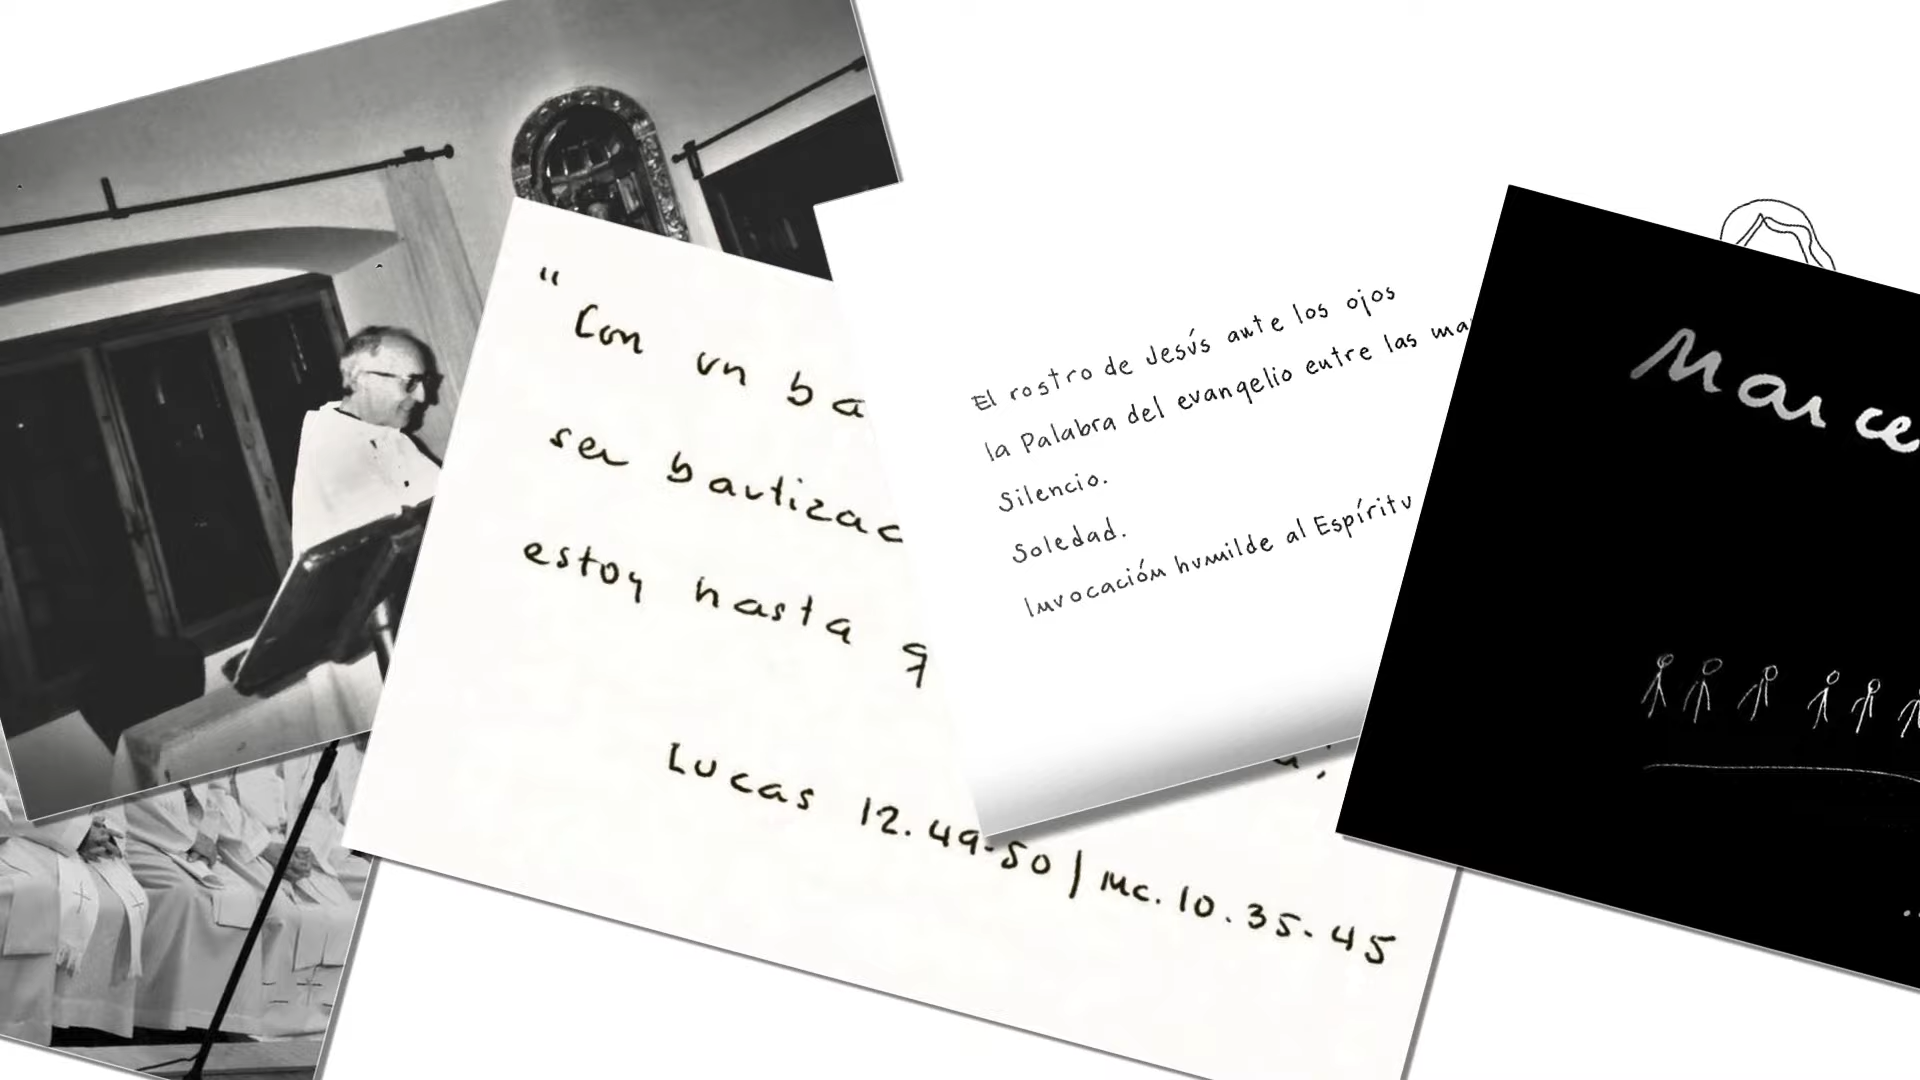 “
Con un ba
ser bautizac
estoy hasta q
Lucas 12.49-50 | Mc. 10.35-45
El rostro de Jesús ante los ojos
la Palabra del evangelio entre las ma
Silencio.
Soledad.
Invocación humilde al Espíritu
Marce